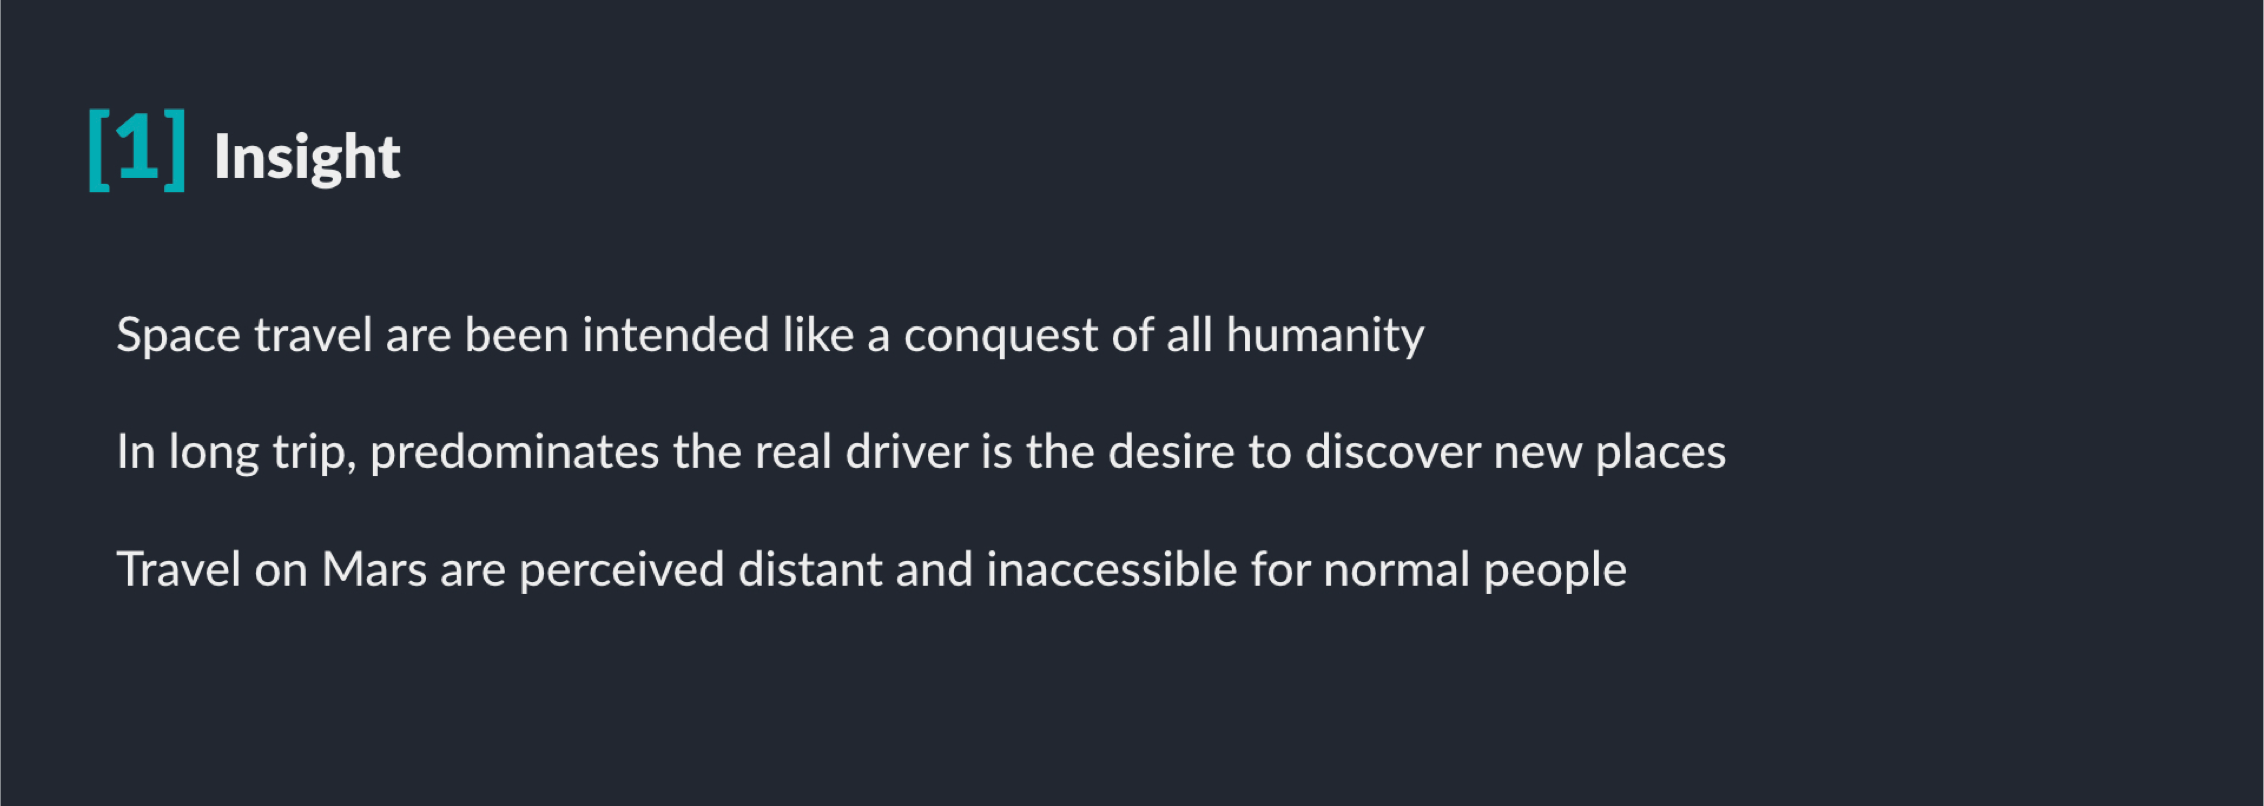 [1] Insight
Space travel are been intended like a conquest of all humanity
In long trip, predominates the real driver is the desire to discover new places
Travel on Mars are perceived distant and inaccessible for normal people